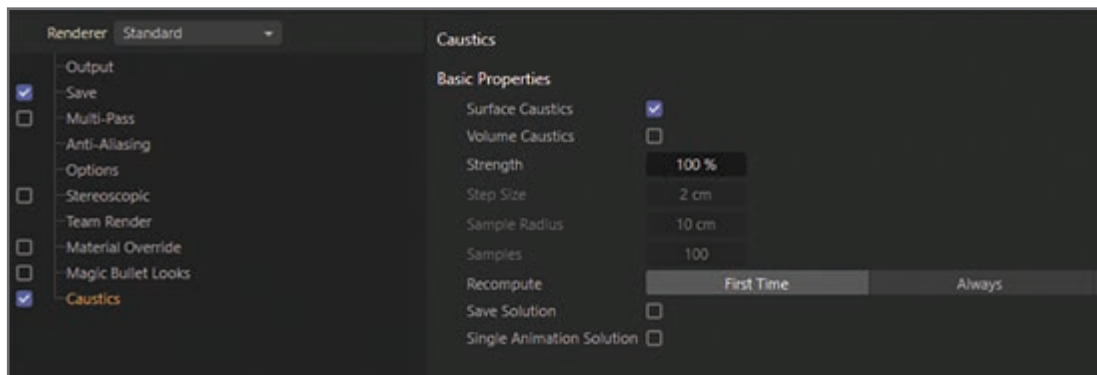 Renderer Standard
Output
Save
Multi-Pass
Anti-Aliasing
Options
Stereoscopic
Team Render
Material Override
Magic Bullet Looks
Caustics
Caustics
Basic Properties
Surface Caustics
Volume Caustics
Strength 100 %
Step Size 2 cm
Sample Radius 10 cm
Samples 100
Recompute First Time Always
Save Solution
Single Animation Solution